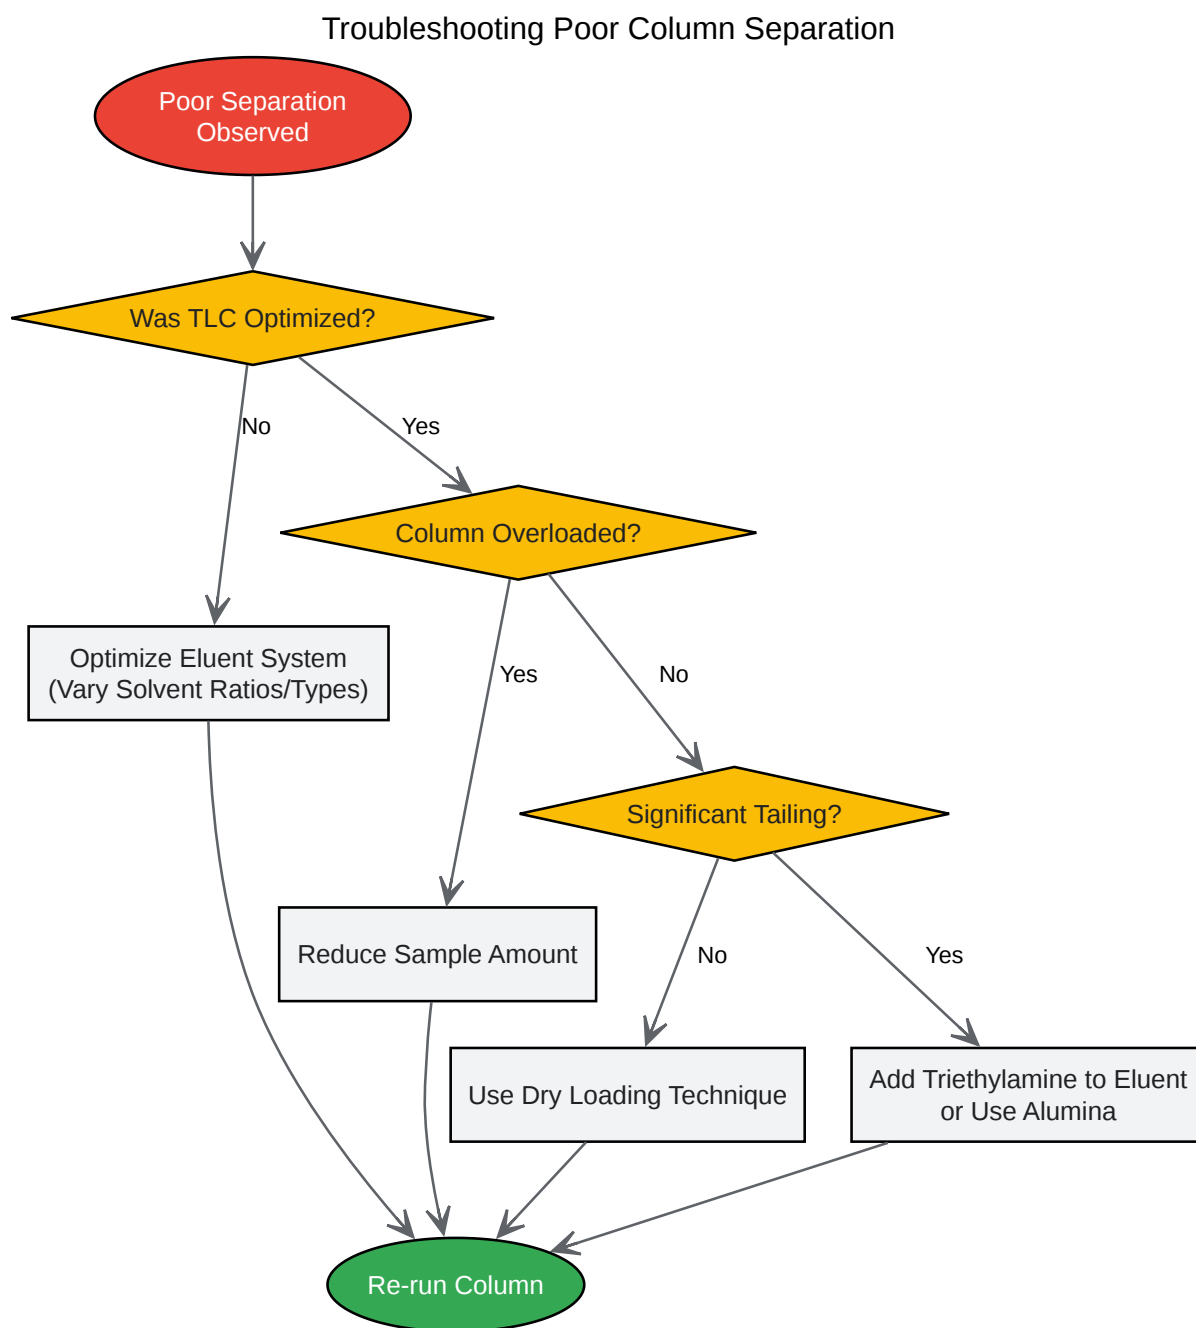 Troubleshooting Poor Column Separation
Poor Separation
Observed
Was TLC Optimized?
No
Yes
Column Overloaded?
Optimize Eluent System
(Vary Solvent Ratios/Types)
Yes
No
Significant Tailing?
Reduce Sample Amount
No
Yes
Use Dry Loading Technique
Add Triethylamine to Eluent
or Use Alumina
Re-run Column